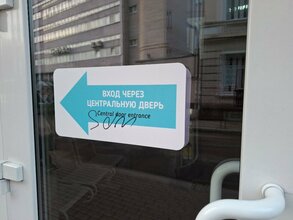 ВХОД ЧЕРЕЗ
ЦЕНТРАЛЬНУЮ ДВЕРЬ
Central door entrance